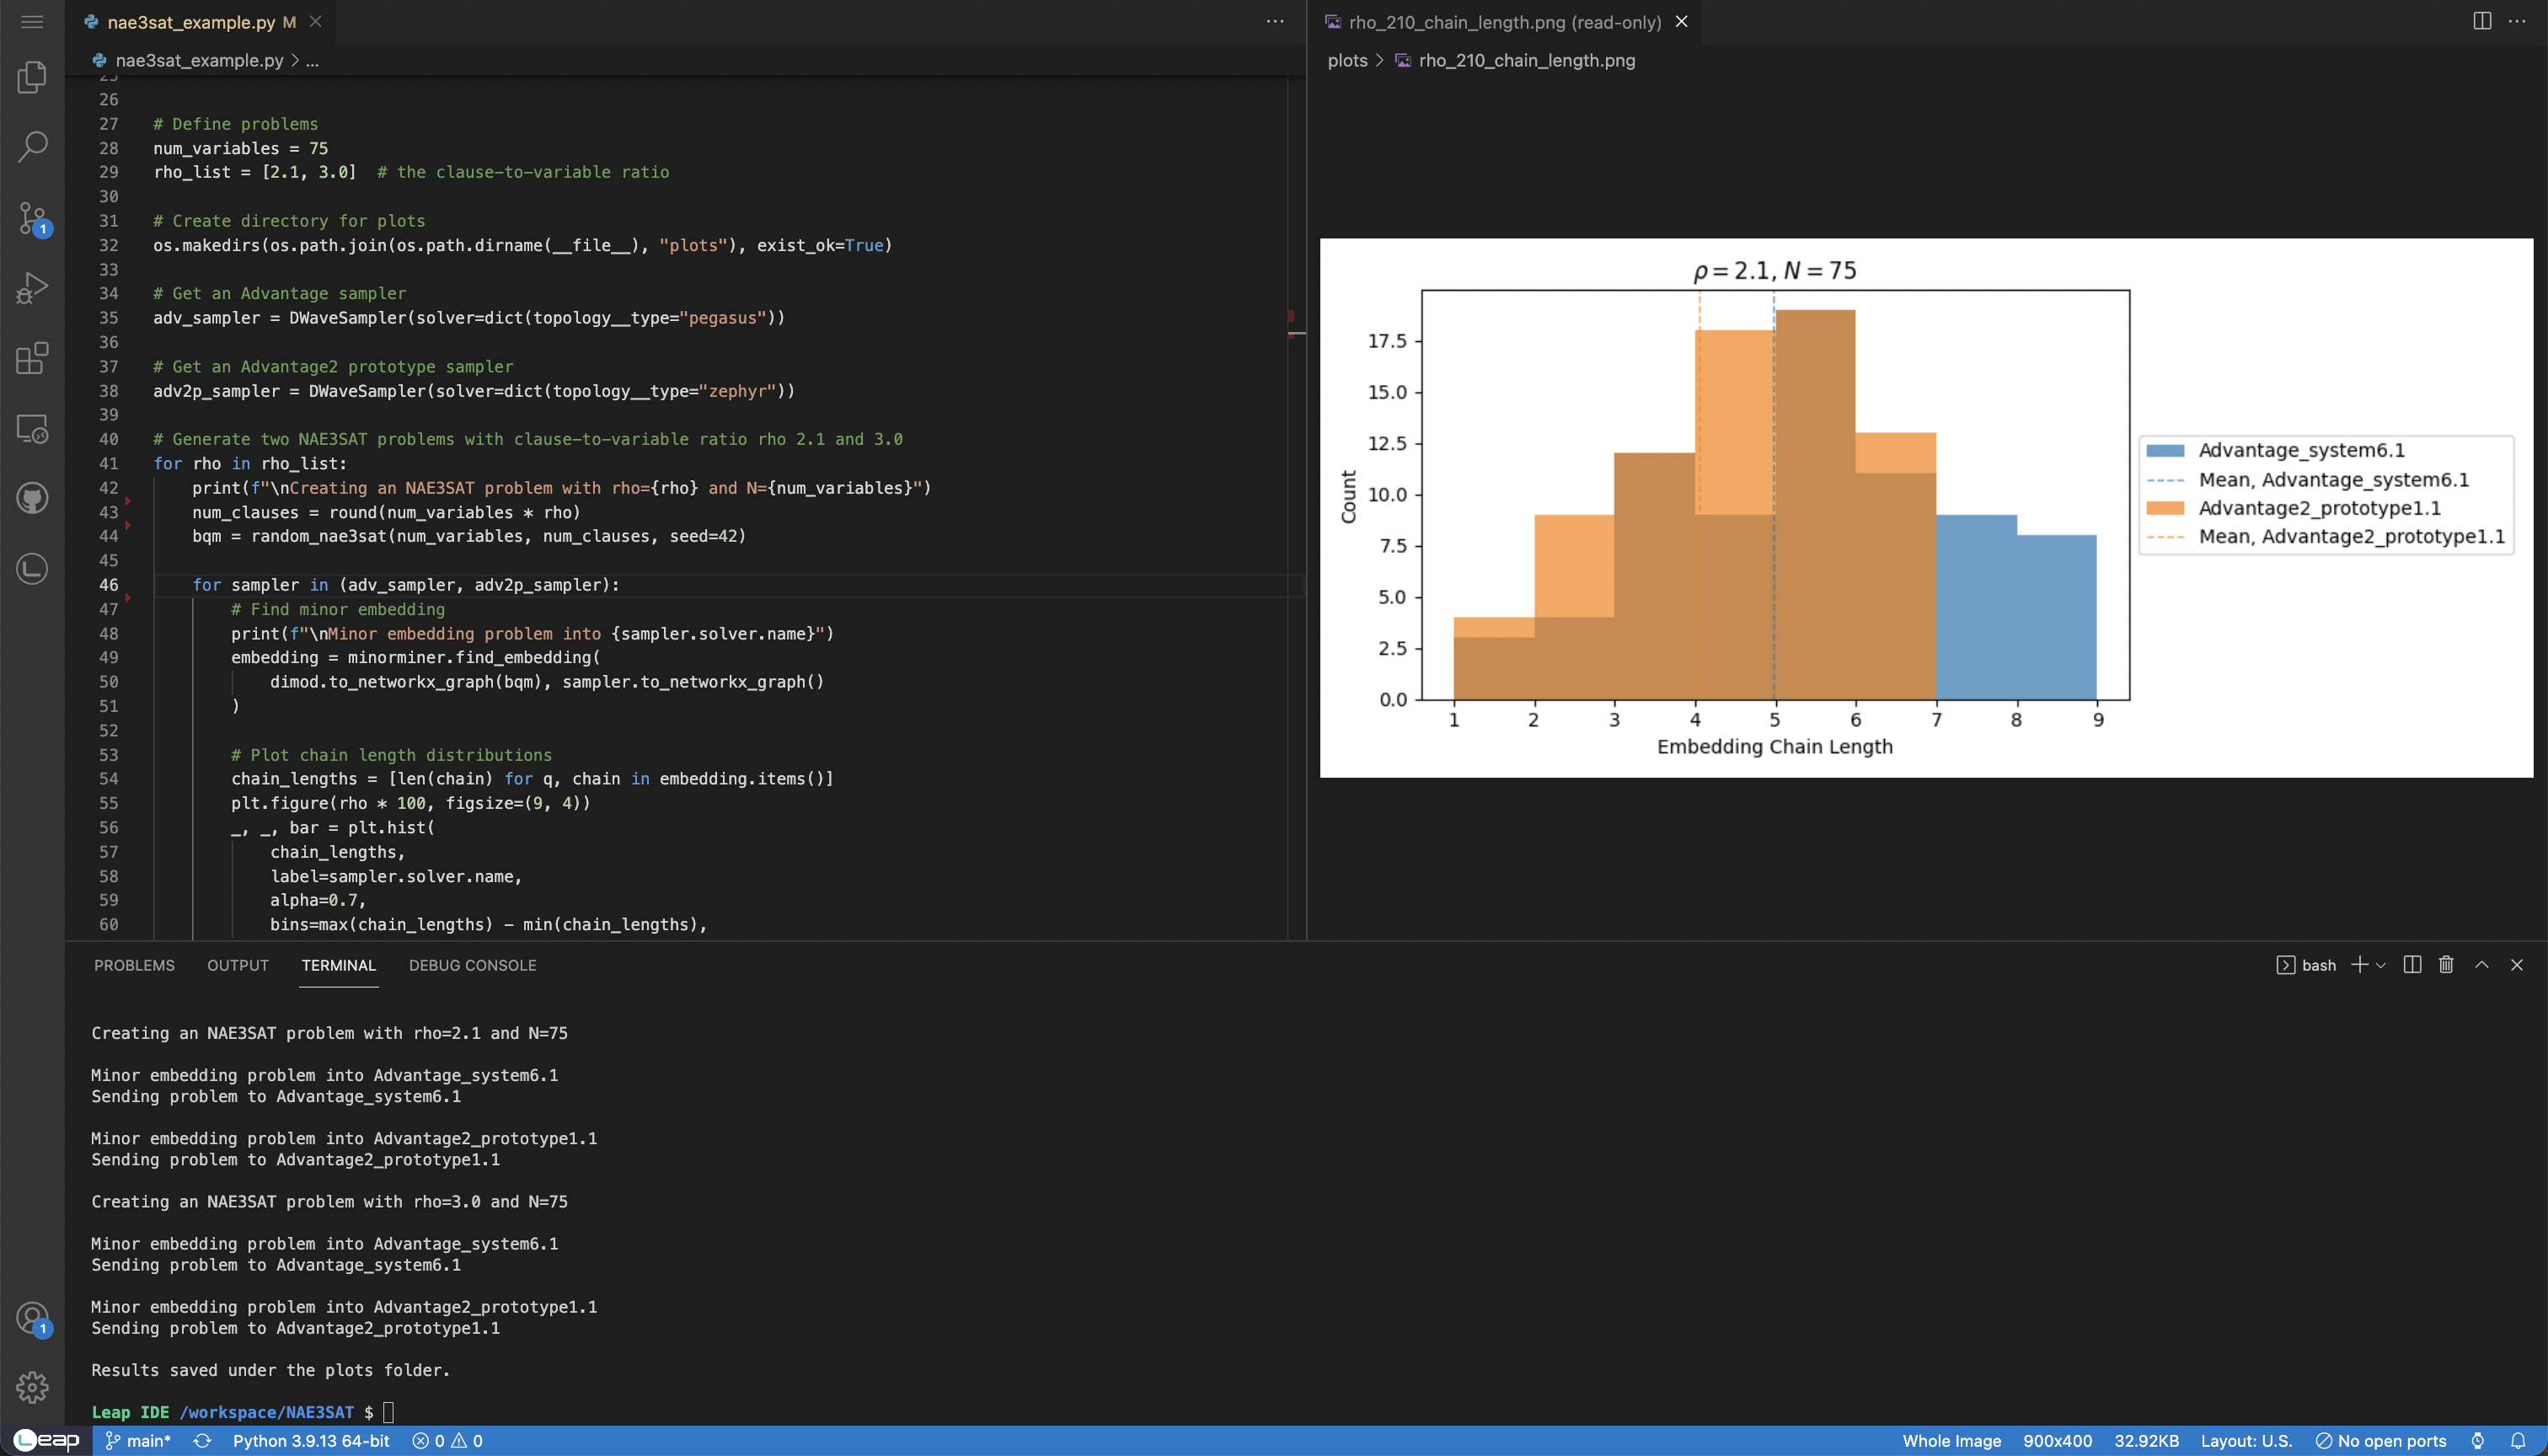 nae3sat_example.py M
nae3sat_example.py > ...
25
26
27 # Define problems
28 num_variables = 75
29 rho_list = [2.1, 3.0]  # the clause-to-variable ratio
30
31 # Create directory for plots
32 os.makedirs(os.path.join(os.path.dirname(__file__), "plots"), exist_ok=True)
33
34 # Get an Advantage sampler
35 adv_sampler = DWaveSampler(solver=dict(topology__type="pegasus"))
36
37 # Get an Advantage2 prototype sampler
38 adv2p_sampler = DWaveSampler(solver=dict(topology__type="zephyr"))
39
40 # Generate two NAE3SAT problems with clause-to-variable ratio rho 2.1 and 3.0
41 for rho in rho_list:
42     print(f"\nCreating an NAE3SAT problem with rho={rho} and N={num_variables}")
43     num_clauses = round(num_variables * rho)
44     bqm = random_nae3sat(num_variables, num_clauses, seed=42)
45
46     for sampler in (adv_sampler, adv2p_sampler):
47         # Find minor embedding
48         print(f"\nMinor embedding problem into {sampler.solver.name}")
49         embedding = minorminer.find_embedding(
50             dimod.to_networkx_graph(bqm), sampler.to_networkx_graph()
51         )
52
53         # Plot chain length distributions
54         chain_lengths = [len(chain) for q, chain in embedding.items()]
55         plt.figure(rho * 100, figsize=(9, 4))
56         _, _, bar = plt.hist(
57             chain_lengths,
58             label=sampler.solver.name,
59             alpha=0.7,
60             bins=max(chain_lengths) - min(chain_lengths),
rho_210_chain_length.png (read-only)
plots > rho_210_chain_length.png
ρ = 2.1, N = 75
17.5
15.0
12.5
10.0
7.5
5.0
2.5
0.0
Count
1 2 3 4 5 6 7 8 9
Embedding Chain Length
Advantage_system6.1
Mean, Advantage_system6.1
Advantage2_prototype1.1
Mean, Advantage2_prototype1.1
1
1
PROBLEMS OUTPUT TERMINAL DEBUG CONSOLE
bash
Creating an NAE3SAT problem with rho=2.1 and N=75
Minor embedding problem into Advantage_system6.1
Sending problem to Advantage_system6.1
Minor embedding problem into Advantage2_prototype1.1
Sending problem to Advantage2_prototype1.1
Creating an NAE3SAT problem with rho=3.0 and N=75
Minor embedding problem into Advantage_system6.1
Sending problem to Advantage_system6.1
Minor embedding problem into Advantage2_prototype1.1
Sending problem to Advantage2_prototype1.1
Results saved under the plots folder.
Leap IDE /workspace/NAE3SAT $
Leap main* Python 3.9.13 64-bit 0 0 Whole Image 900x400 32.92KB Layout: U.S. No open ports